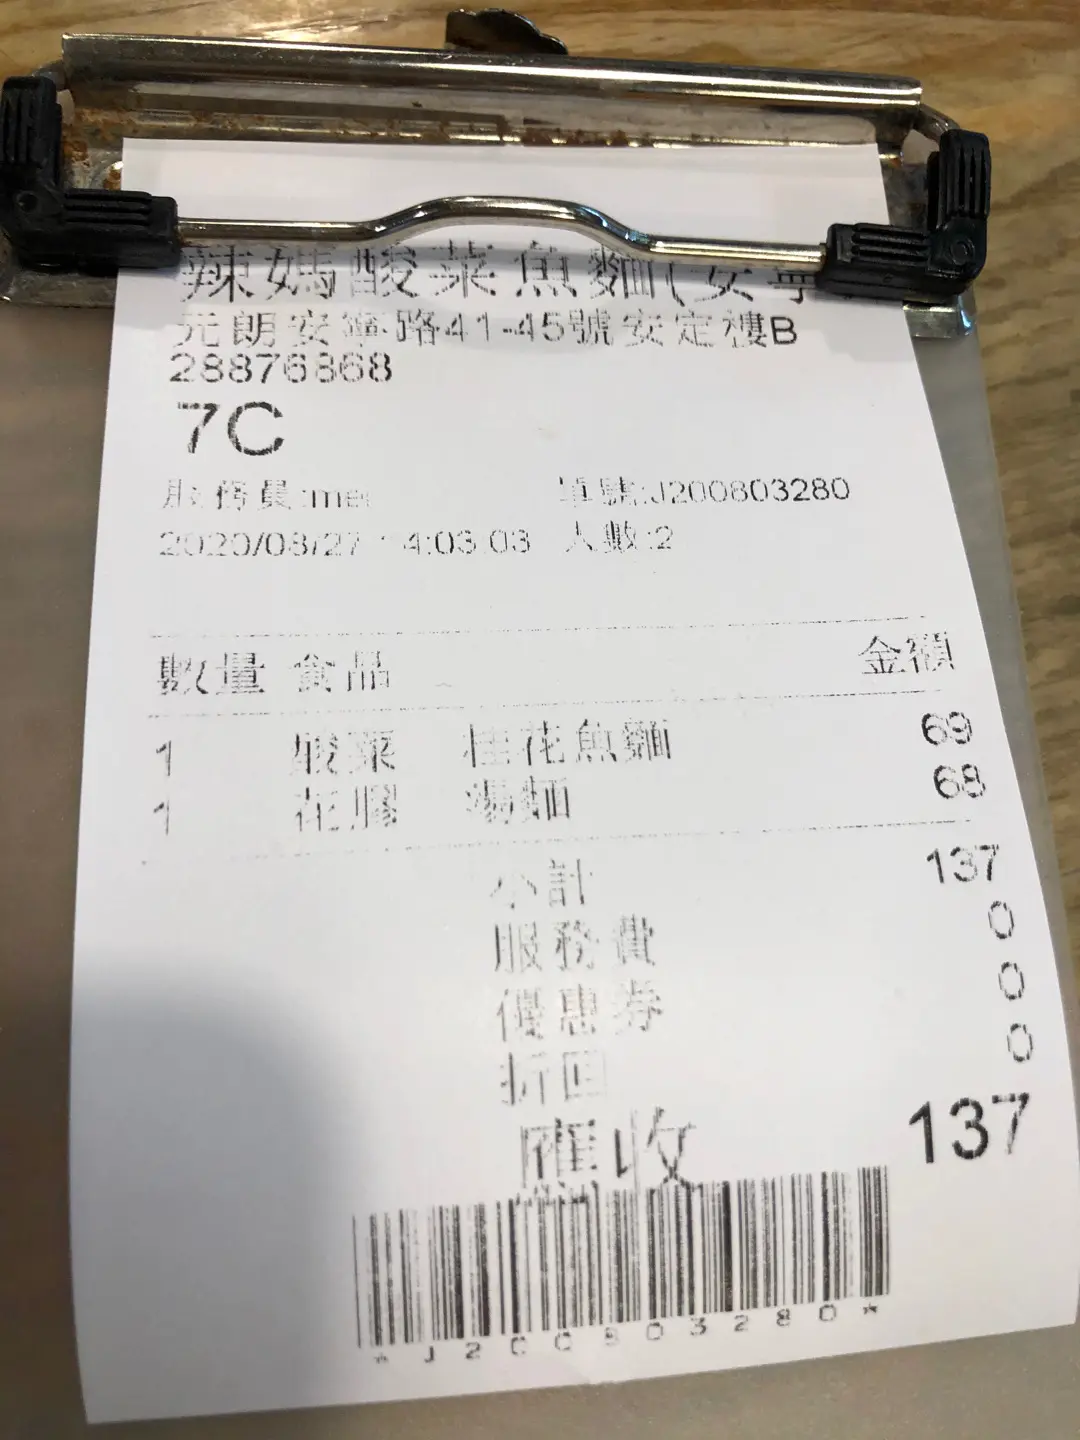 辣媽酸菜魚麵(安寧
元朗安寧路41-45號安定樓B
28876868
7C
服務員:mei 單號:J200803280
2020/08/27 14:03:03 人數:2
數量 食品 金額
1 酸菜 桂花魚麵 69
1 花膠 湯麵 68
小計 137
服務費 0
優惠券 0
折回 0
應收 137
*J200803280*